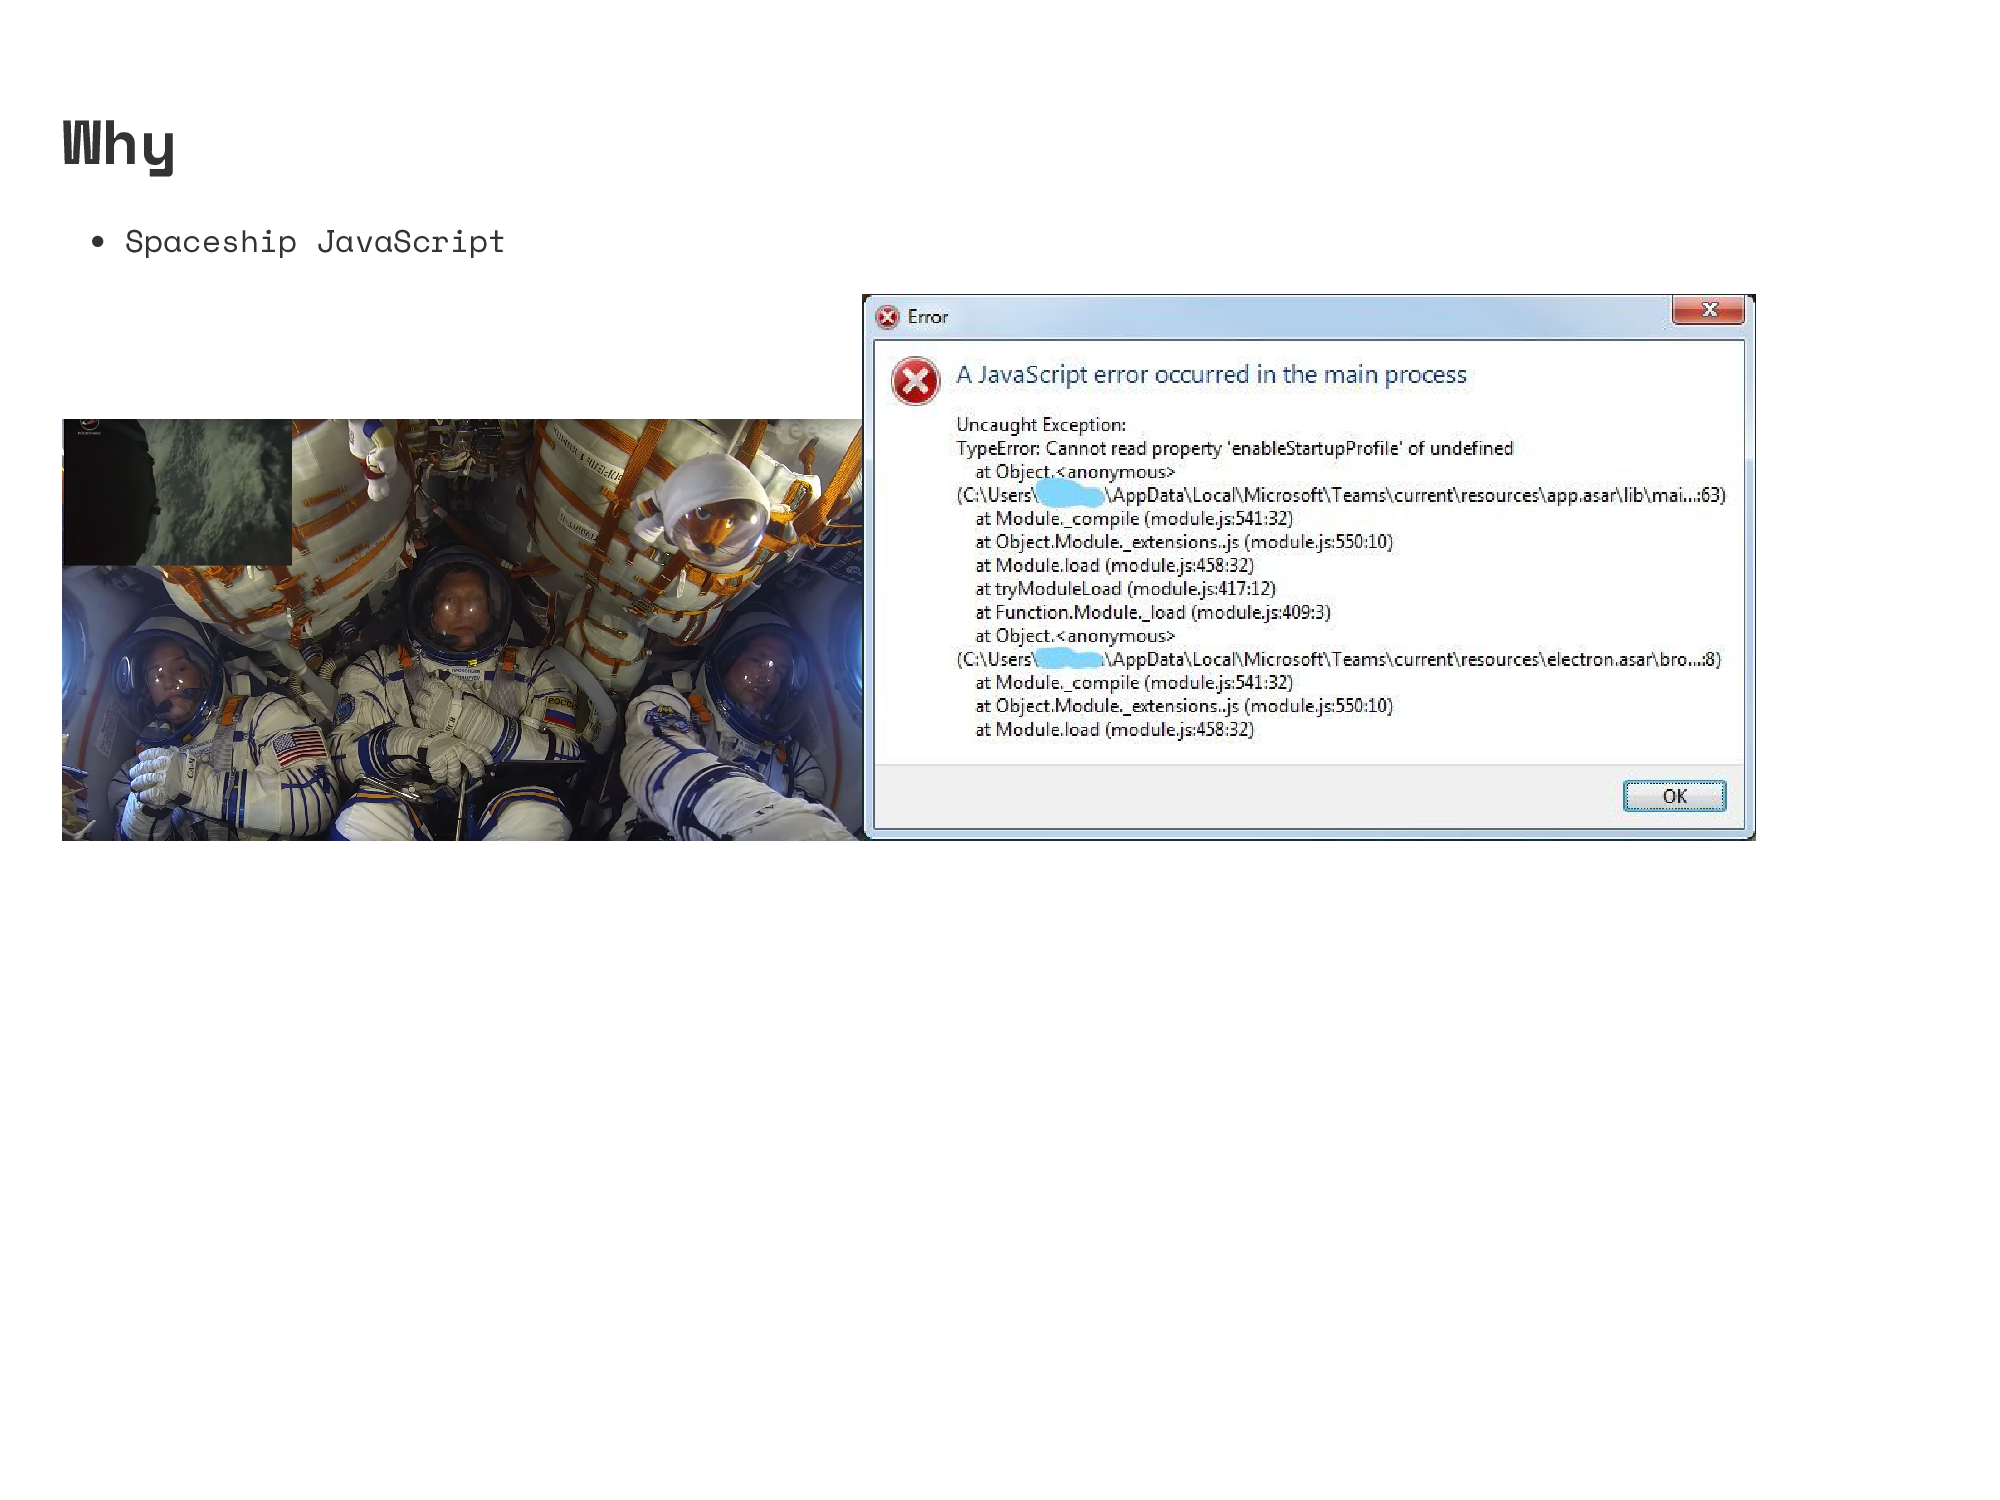 Why
• Spaceship JavaScript
Error
A JavaScript error occurred in the main process
Uncaught Exception:
TypeError: Cannot read property 'enableStartupProfile' of undefined
at Object.<anonymous>
(C:\Users\ \AppData\Local\Microsoft\Teams\current\resources\app.asar\lib\mai...:63)
at Module._compile (module.js:541:32)
at Object.Module._extensions..js (module.js:550:10)
at Module.load (module.js:458:32)
at tryModuleLoad (module.js:417:12)
at Function.Module._load (module.js:409:3)
at Object.<anonymous>
(C:\Users\ \AppData\Local\Microsoft\Teams\current\resources\electron.asar\bro...:8)
at Module._compile (module.js:541:32)
at Object.Module._extensions..js (module.js:550:10)
at Module.load (module.js:458:32)
OK